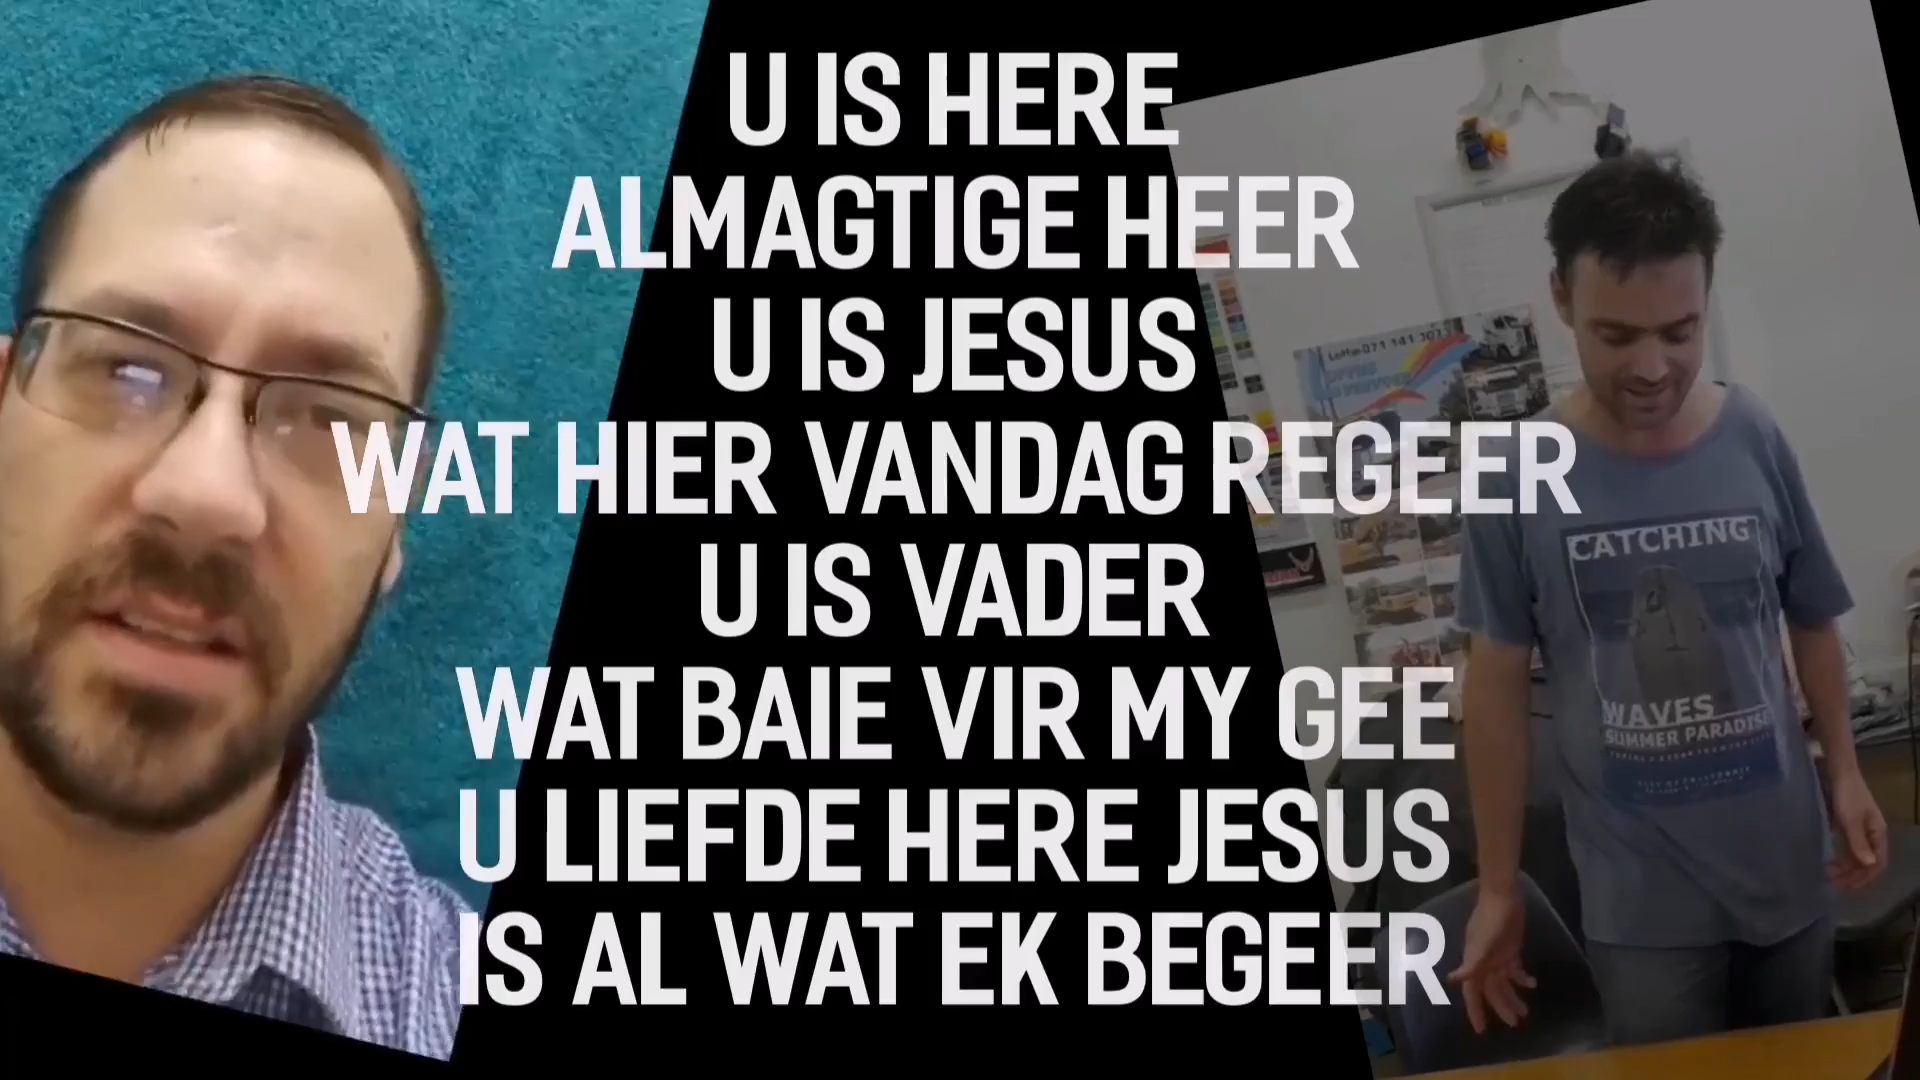 U IS HERE
ALMAGTIGE HEER
U IS JESUS
WAT HIER VANDAG REGEER
U IS VADER
WAT BAIE VIR MY GEE
U LIEFDE HERE JESUS
IS AL WAT EK BEGEER
CATCHING
WAVES
SUMMER PARADISE